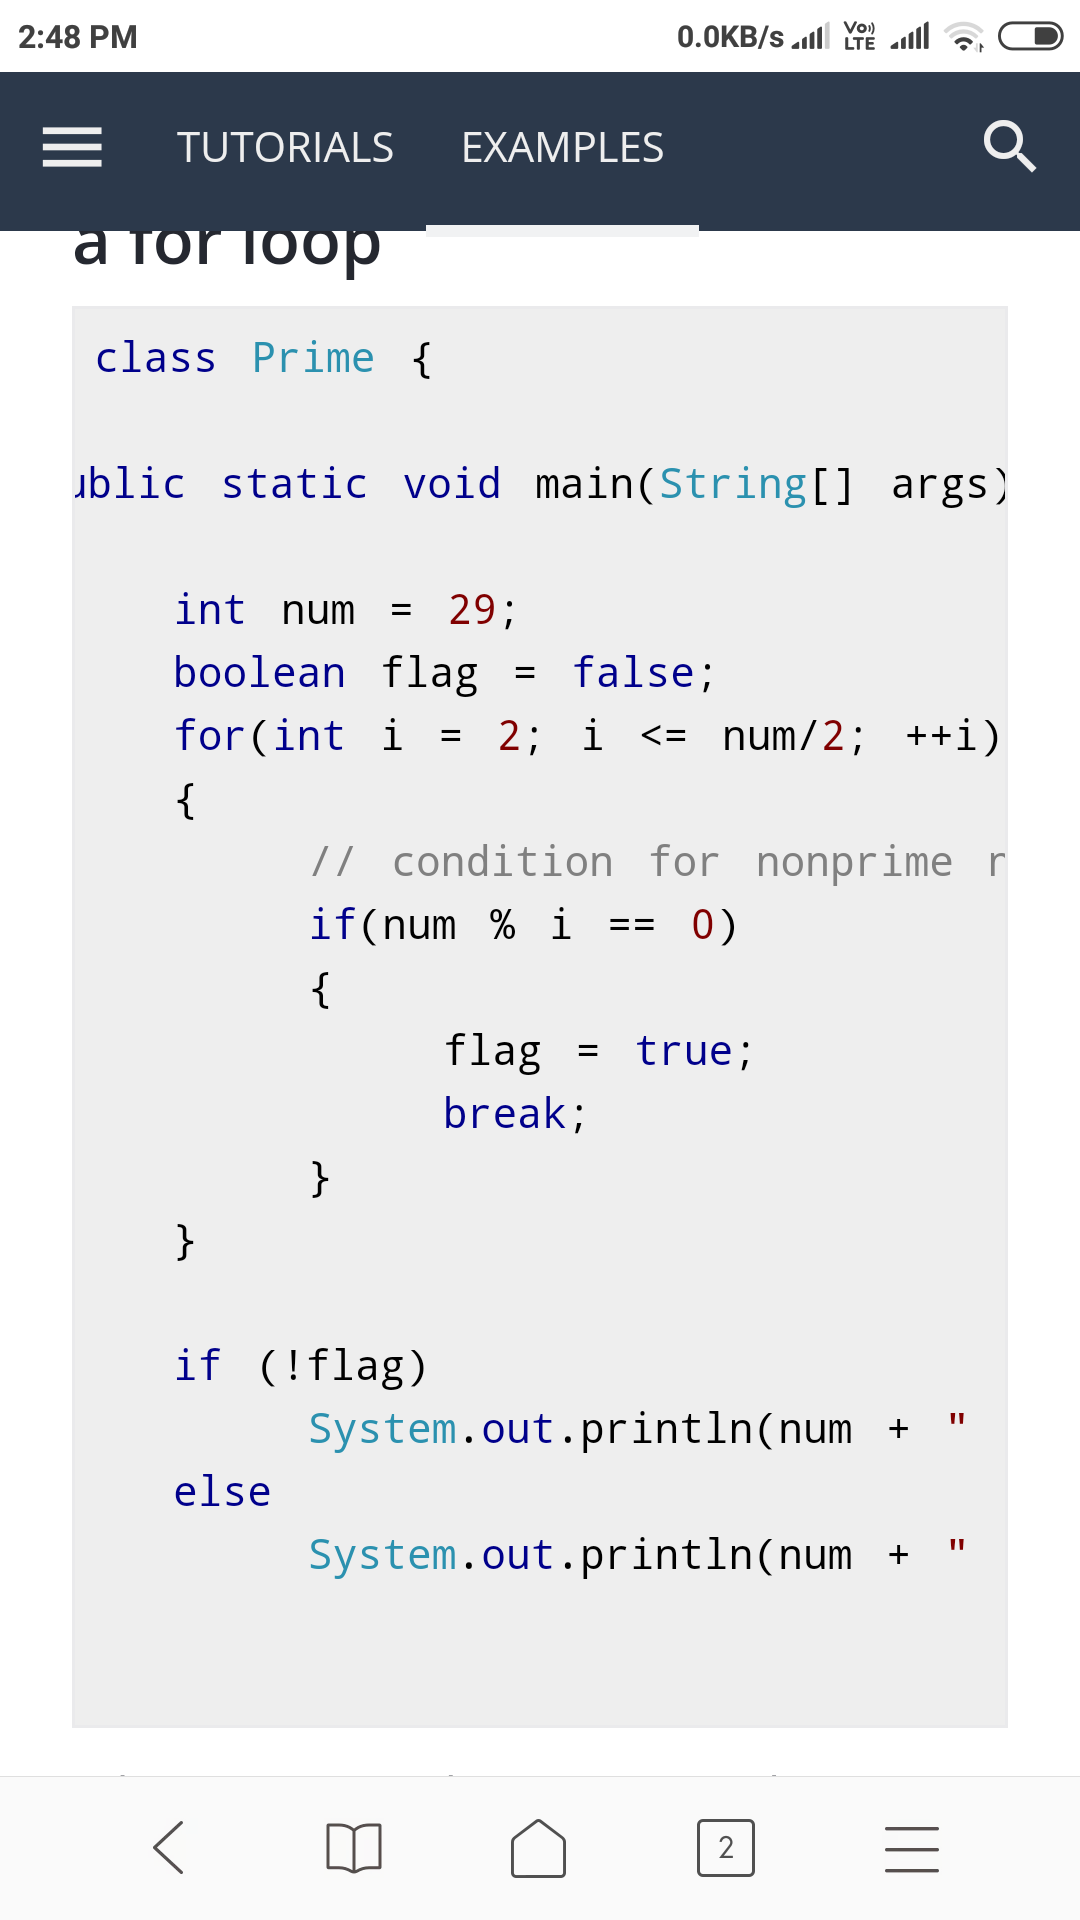 2:48 PM 0.0KB/s Vo)) LTE
TUTORIALS EXAMPLES
a for loop
class Prime {
ublic static void main(String[] args)
int num = 29;
boolean flag = false;
for(int i = 2; i <= num/2; ++i)
{
// condition for nonprime
if(num % i == 0)
{
flag = true;
break;
}
}
if (!flag)
System.out.println(num + "
else
System.out.println(num + "
2